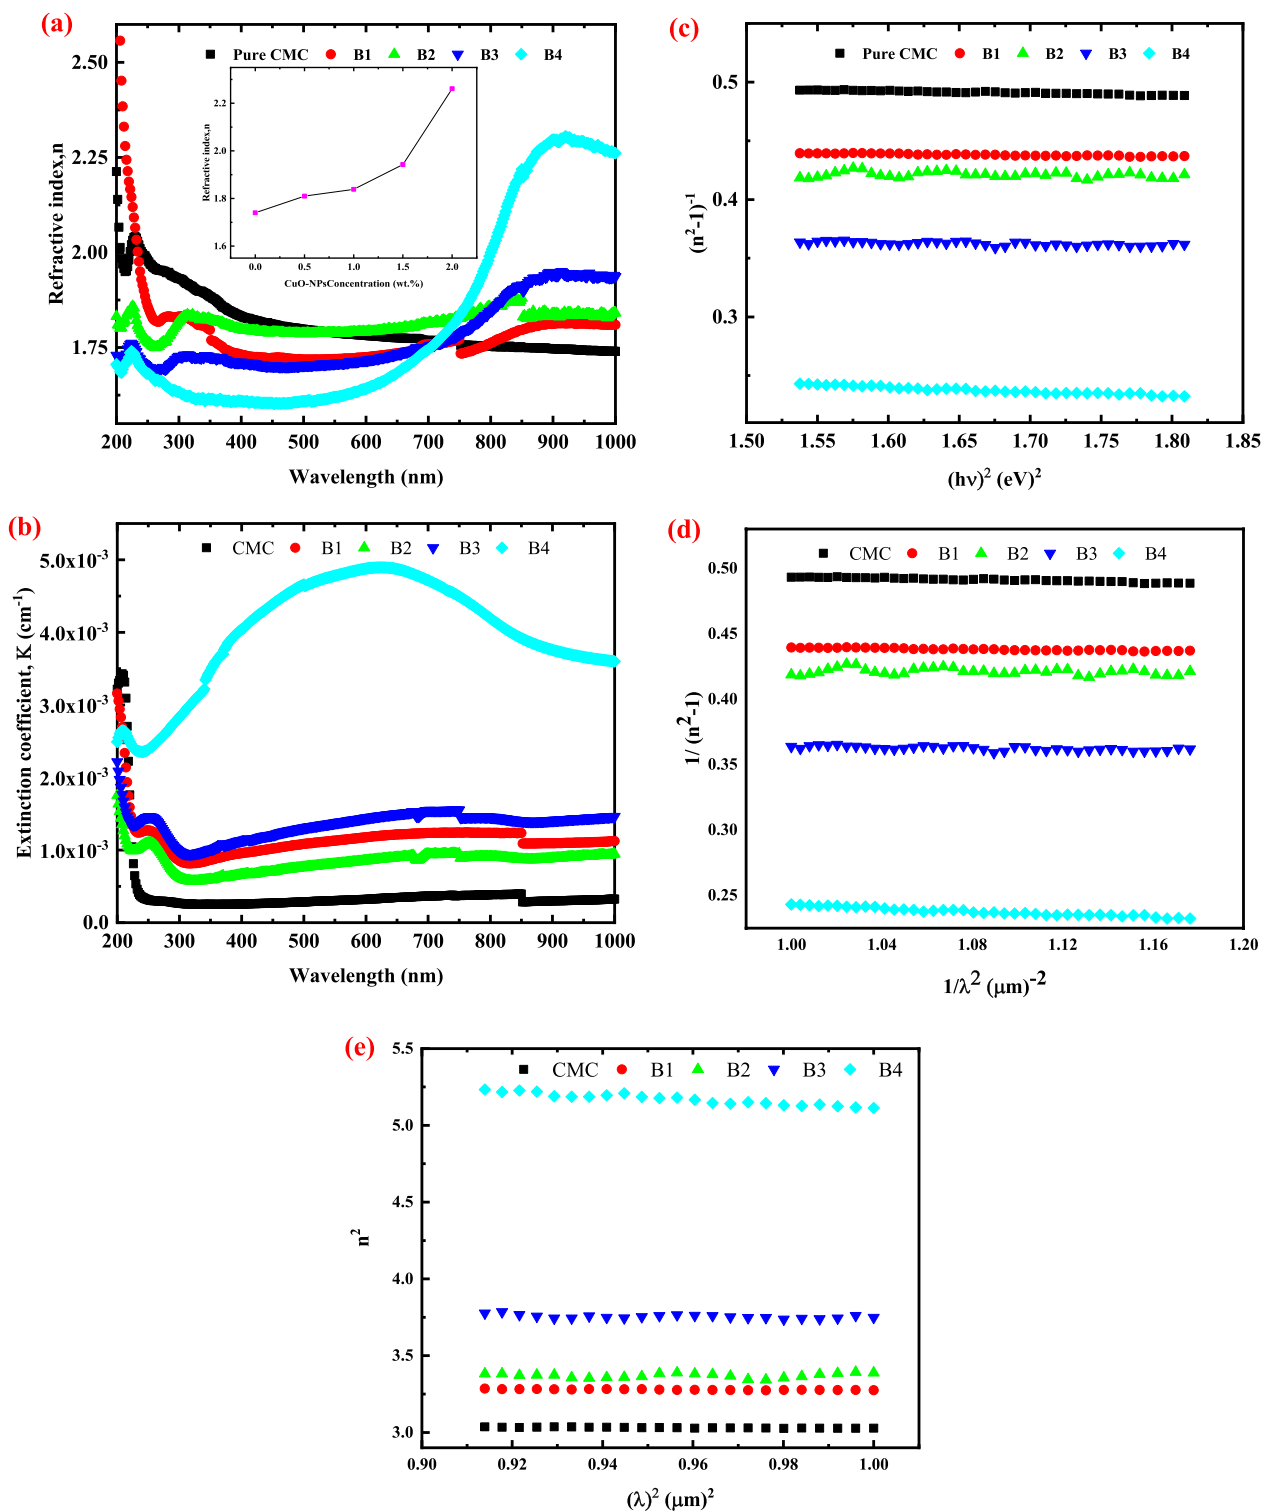 (a)
Pure CMC B1 B2 B3 B4
2.50
2.25
2.00
1.75
Refractive index,n
2.2
2.0
1.8
1.6
Refractive index,n
0.0 0.5 1.0 1.5 2.0
CuO-NPsConcentration (wt.%)
200 300 400 500 600 700 800 900 1000
Wavelength (nm)
(c)
Pure CMC B1 B2 B3 B4
0.5
0.4
0.3
(n²-1)⁻¹
1.50 1.55 1.60 1.65 1.70 1.75 1.80 1.85
(hν)² (eV)²
(b)
CMC B1 B2 B3 B4
5.0x10⁻³
4.0x10⁻³
3.0x10⁻³
2.0x10⁻³
1.0x10⁻³
0.0
Extinction coefficient, K (cm⁻¹)
200 300 400 500 600 700 800 900 1000
Wavelength (nm)
(d)
CMC B1 B2 B3 B4
0.50
0.45
0.40
0.35
0.30
0.25
1/ (n²-1)
1.00 1.04 1.08 1.12 1.16 1.20
1/λ² (μm)⁻²
(e)
CMC B1 B2 B3 B4
5.5
5.0
4.5
4.0
3.5
3.0
n²
0.90 0.92 0.94 0.96 0.98 1.00
(λ)² (μm)²